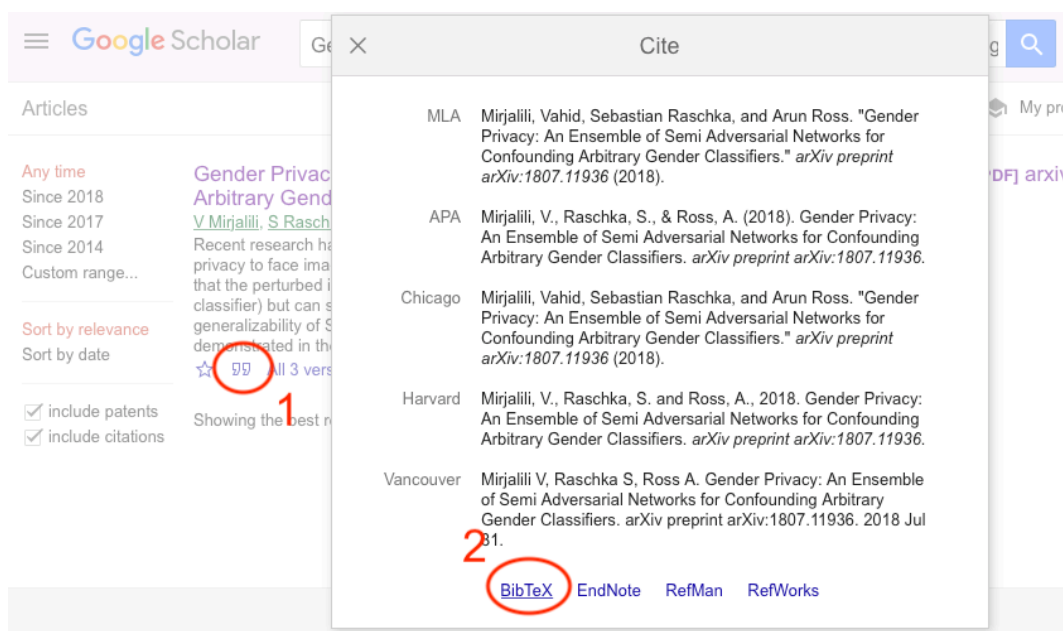 Google Scholar
Cite
Articles
My pr
Any time
Since 2018
Since 2017
Since 2014
Custom range...
Sort by relevance
Sort by date
include patents
include citations
Gender Privac
Arbitrary Gend
V Mirjalili, S Rasch
Recent research ha
privacy to face ima
that the perturbed i
classifier) but can s
generalizability of S
demonstrated in the
All 3 vers
1
Showing the best r
DF] arxiv
MLA Mirjalili, Vahid, Sebastian Raschka, and Arun Ross. "Gender
Privacy: An Ensemble of Semi Adversarial Networks for
Confounding Arbitrary Gender Classifiers." arXiv preprint
arXiv:1807.11936 (2018).
APA Mirjalili, V., Raschka, S., & Ross, A. (2018). Gender Privacy:
An Ensemble of Semi Adversarial Networks for Confounding
Arbitrary Gender Classifiers. arXiv preprint arXiv:1807.11936.
Chicago Mirjalili, Vahid, Sebastian Raschka, and Arun Ross. "Gender
Privacy: An Ensemble of Semi Adversarial Networks for
Confounding Arbitrary Gender Classifiers." arXiv preprint
arXiv:1807.11936 (2018).
Harvard Mirjalili, V., Raschka, S. and Ross, A., 2018. Gender Privacy:
An Ensemble of Semi Adversarial Networks for Confounding
Arbitrary Gender Classifiers. arXiv preprint arXiv:1807.11936.
Vancouver Mirjalili V, Raschka S, Ross A. Gender Privacy: An Ensemble
of Semi Adversarial Networks for Confounding Arbitrary
Gender Classifiers. arXiv preprint arXiv:1807.11936. 2018 Jul
31.
2
BibTeX EndNote RefMan RefWorks